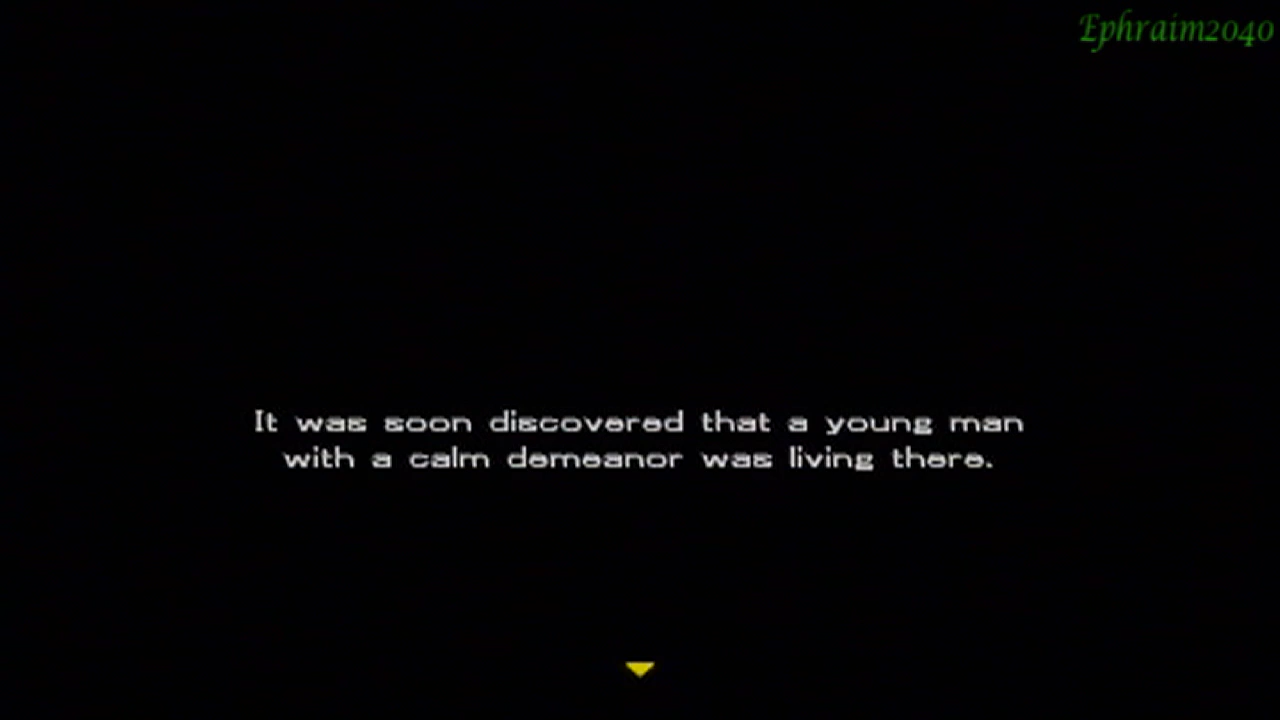 Ephraim2040
It was soon discovered that a young man
with a calm demeanor was living there.